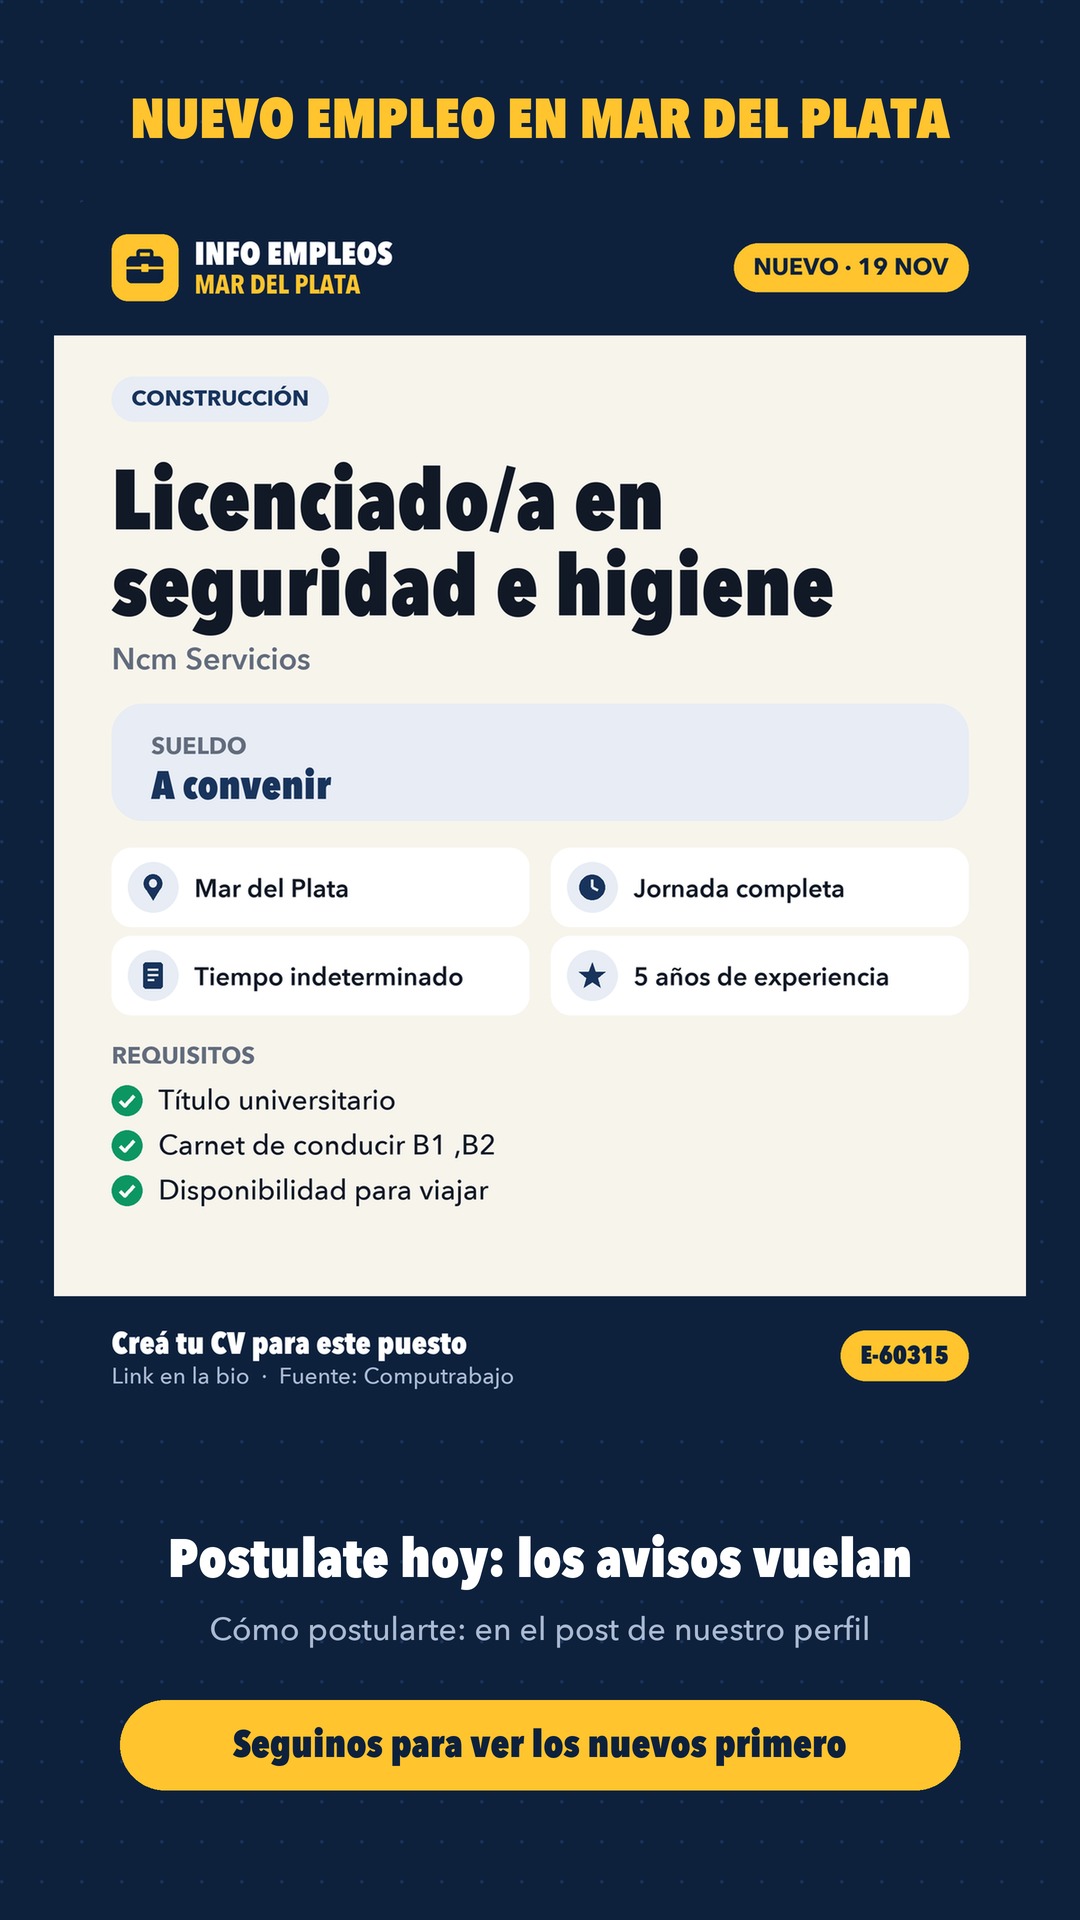 NUEVO EMPLEO EN MAR DEL PLATA
INFO EMPLEOS
MAR DEL PLATA
NUEVO · 19 NOV
CONSTRUCCIÓN
Licenciado/a en
seguridad e higiene
Ncm Servicios
SUELDO
A convenir
Mar del Plata
Jornada completa
Tiempo indeterminado
5 años de experiencia
REQUISITOS
Título universitario
Carnet de conducir B1 ,B2
Disponibilidad para viajar
Creá tu CV para este puesto
Link en la bio · Fuente: Computrabajo
E-60315
Postulate hoy: los avisos vuelan
Cómo postularte: en el post de nuestro perfil
Seguinos para ver los nuevos primero